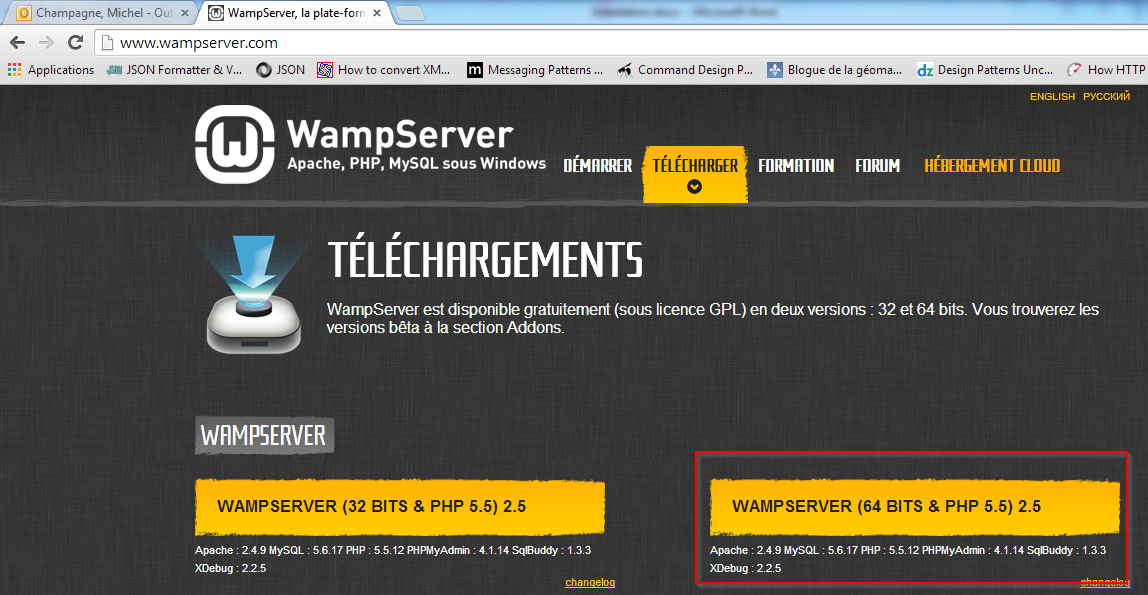 Champagne, Michel - Out
WampServer, la plate-form
www.wampserver.com
Applications
JSON Formatter & V...
JSON
How to convert XM...
Messaging Patterns ...
Command Design P...
Blogue de la géoma...
Design Patterns Unc...
How HTTP
ENGLISH РУССКИЙ
WampServer
Apache, PHP, MySQL sous Windows
DÉMARRER
TÉLÉCHARGER
FORMATION
FORUM
HÉBERGEMENT CLOUD
TÉLÉCHARGEMENTS
WampServer est disponible gratuitement (sous licence GPL) en deux versions : 32 et 64 bits. Vous trouverez les
versions bêta à la section Addons.
WAMPSERVER
WAMPSERVER (32 BITS & PHP 5.5) 2.5
Apache : 2.4.9 MySQL : 5.6.17 PHP : 5.5.12 PHPMyAdmin : 4.1.14 SqlBuddy : 1.3.3
XDebug : 2.2.5
changelog
WAMPSERVER (64 BITS & PHP 5.5) 2.5
Apache : 2.4.9 MySQL : 5.6.17 PHP : 5.5.12 PHPMyAdmin : 4.1.14 SqlBuddy : 1.3.3
XDebug : 2.2.5
changelog